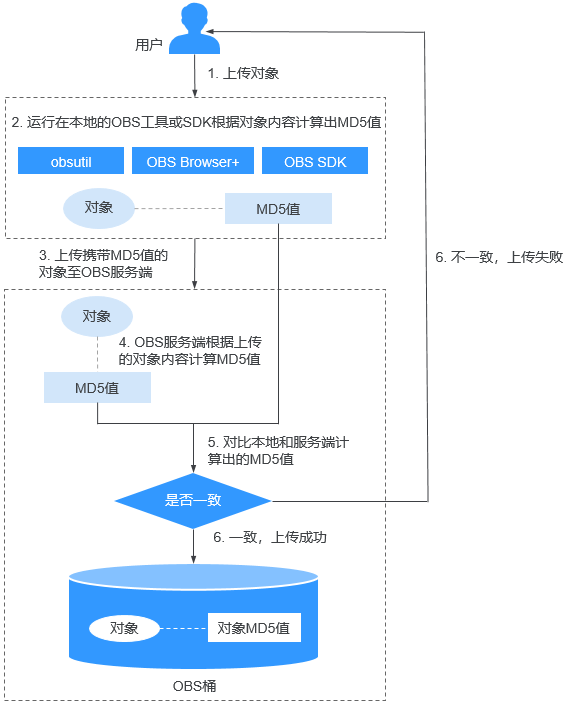 用户
1. 上传对象
2. 运行在本地的OBS工具或SDK根据对象内容计算出MD5值
obsutil
OBS Browser+
OBS SDK
对象
MD5值
3. 上传携带MD5值的
对象至OBS服务端
6. 不一致，上传失败
对象
4. OBS服务端根据上传
的对象内容计算MD5值
MD5值
5. 对比本地和服务端计
算出的MD5值
是否一致
6. 一致，上传成功
对象
对象MD5值
OBS桶